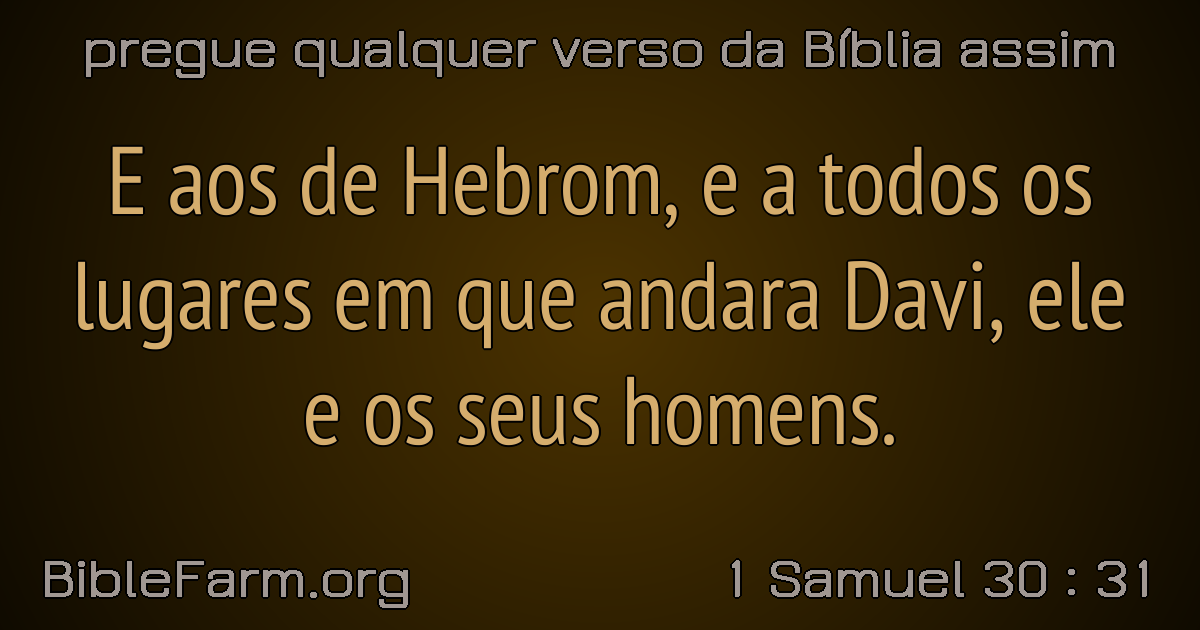 pregue qualquer verso da Bíblia assim
E aos de Hebrom, e a todos os
lugares em que andara Davi, ele
e os seus homens.
BibleFarm.org
1 Samuel 30 : 31